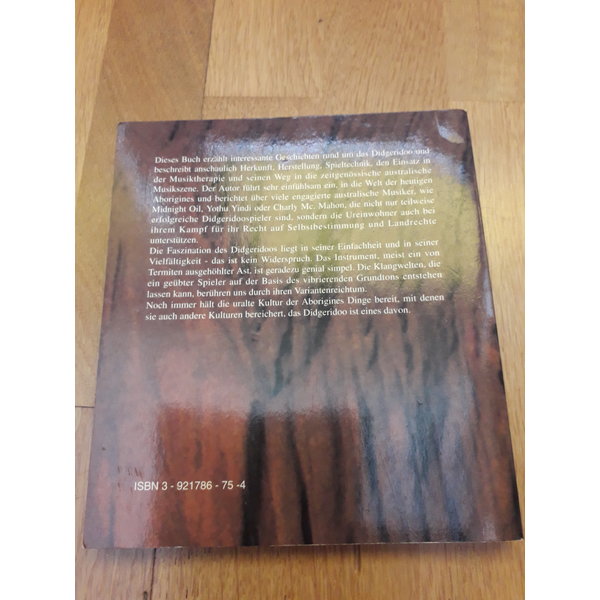 Dieses Buch erzählt interessante Geschichten rund um das Didgeridoo und
beschreibt anschaulich Herkunft, Herstellung, Spieltechnik, den Einsatz in
der Musiktherapie und seinen Weg in die zeitgenössische australische
Musikszene. Der Autor führt sehr einfühlsam ein, in die Welt der heutigen
Aborigines und berichtet über viele engagierte australische Musiker, wie
Midnight Oil, Yothu Yindi oder Charly Mc. Mahon, die nicht nur teilweise
erfolgreiche Didgeridoospieler sind, sondern die Ureinwohner auch bei
ihrem Kampf für ihr Recht auf Selbstbestimmung und Landrechte
unterstützen.
Die Faszination des Didgeridoos liegt in seiner Einfachheit und in seiner
Vielfältigkeit - das ist kein Widerspruch. Das Instrument, meist ein von
Termiten ausgehöhlter Ast, ist geradezu genial simpel. Die Klangwelten, die
ein geübter Spieler auf der Basis des vibrierenden Grundtons entstehen
lassen kann, berühren uns durch ihren Variantenreichtum.
Noch immer hält die uralte Kultur der Aborigines Dinge bereit, mit denen
sie auch andere Kulturen bereichert, das Didgeridoo ist eines davon.
ISBN 3 - 921786 - 75 -4